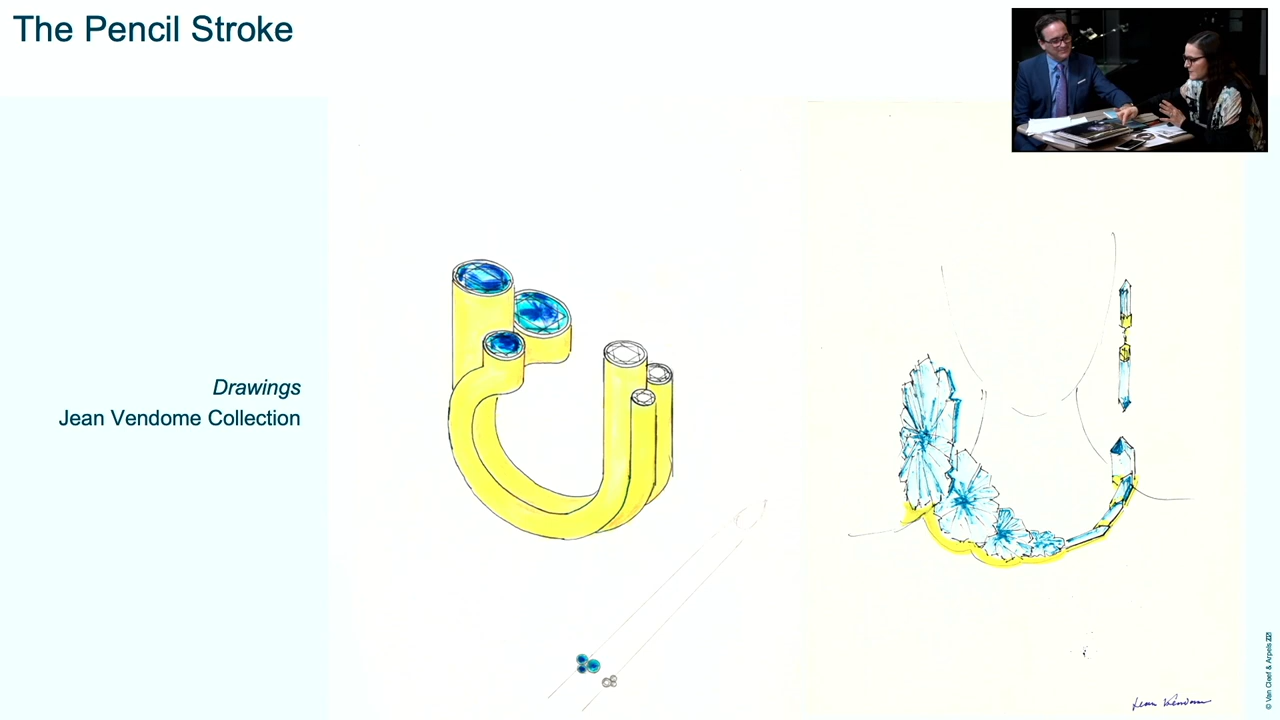 The Pencil Stroke
Drawings
Jean Vendome Collection
Jean Vendome
© Van Cleef & Arpels